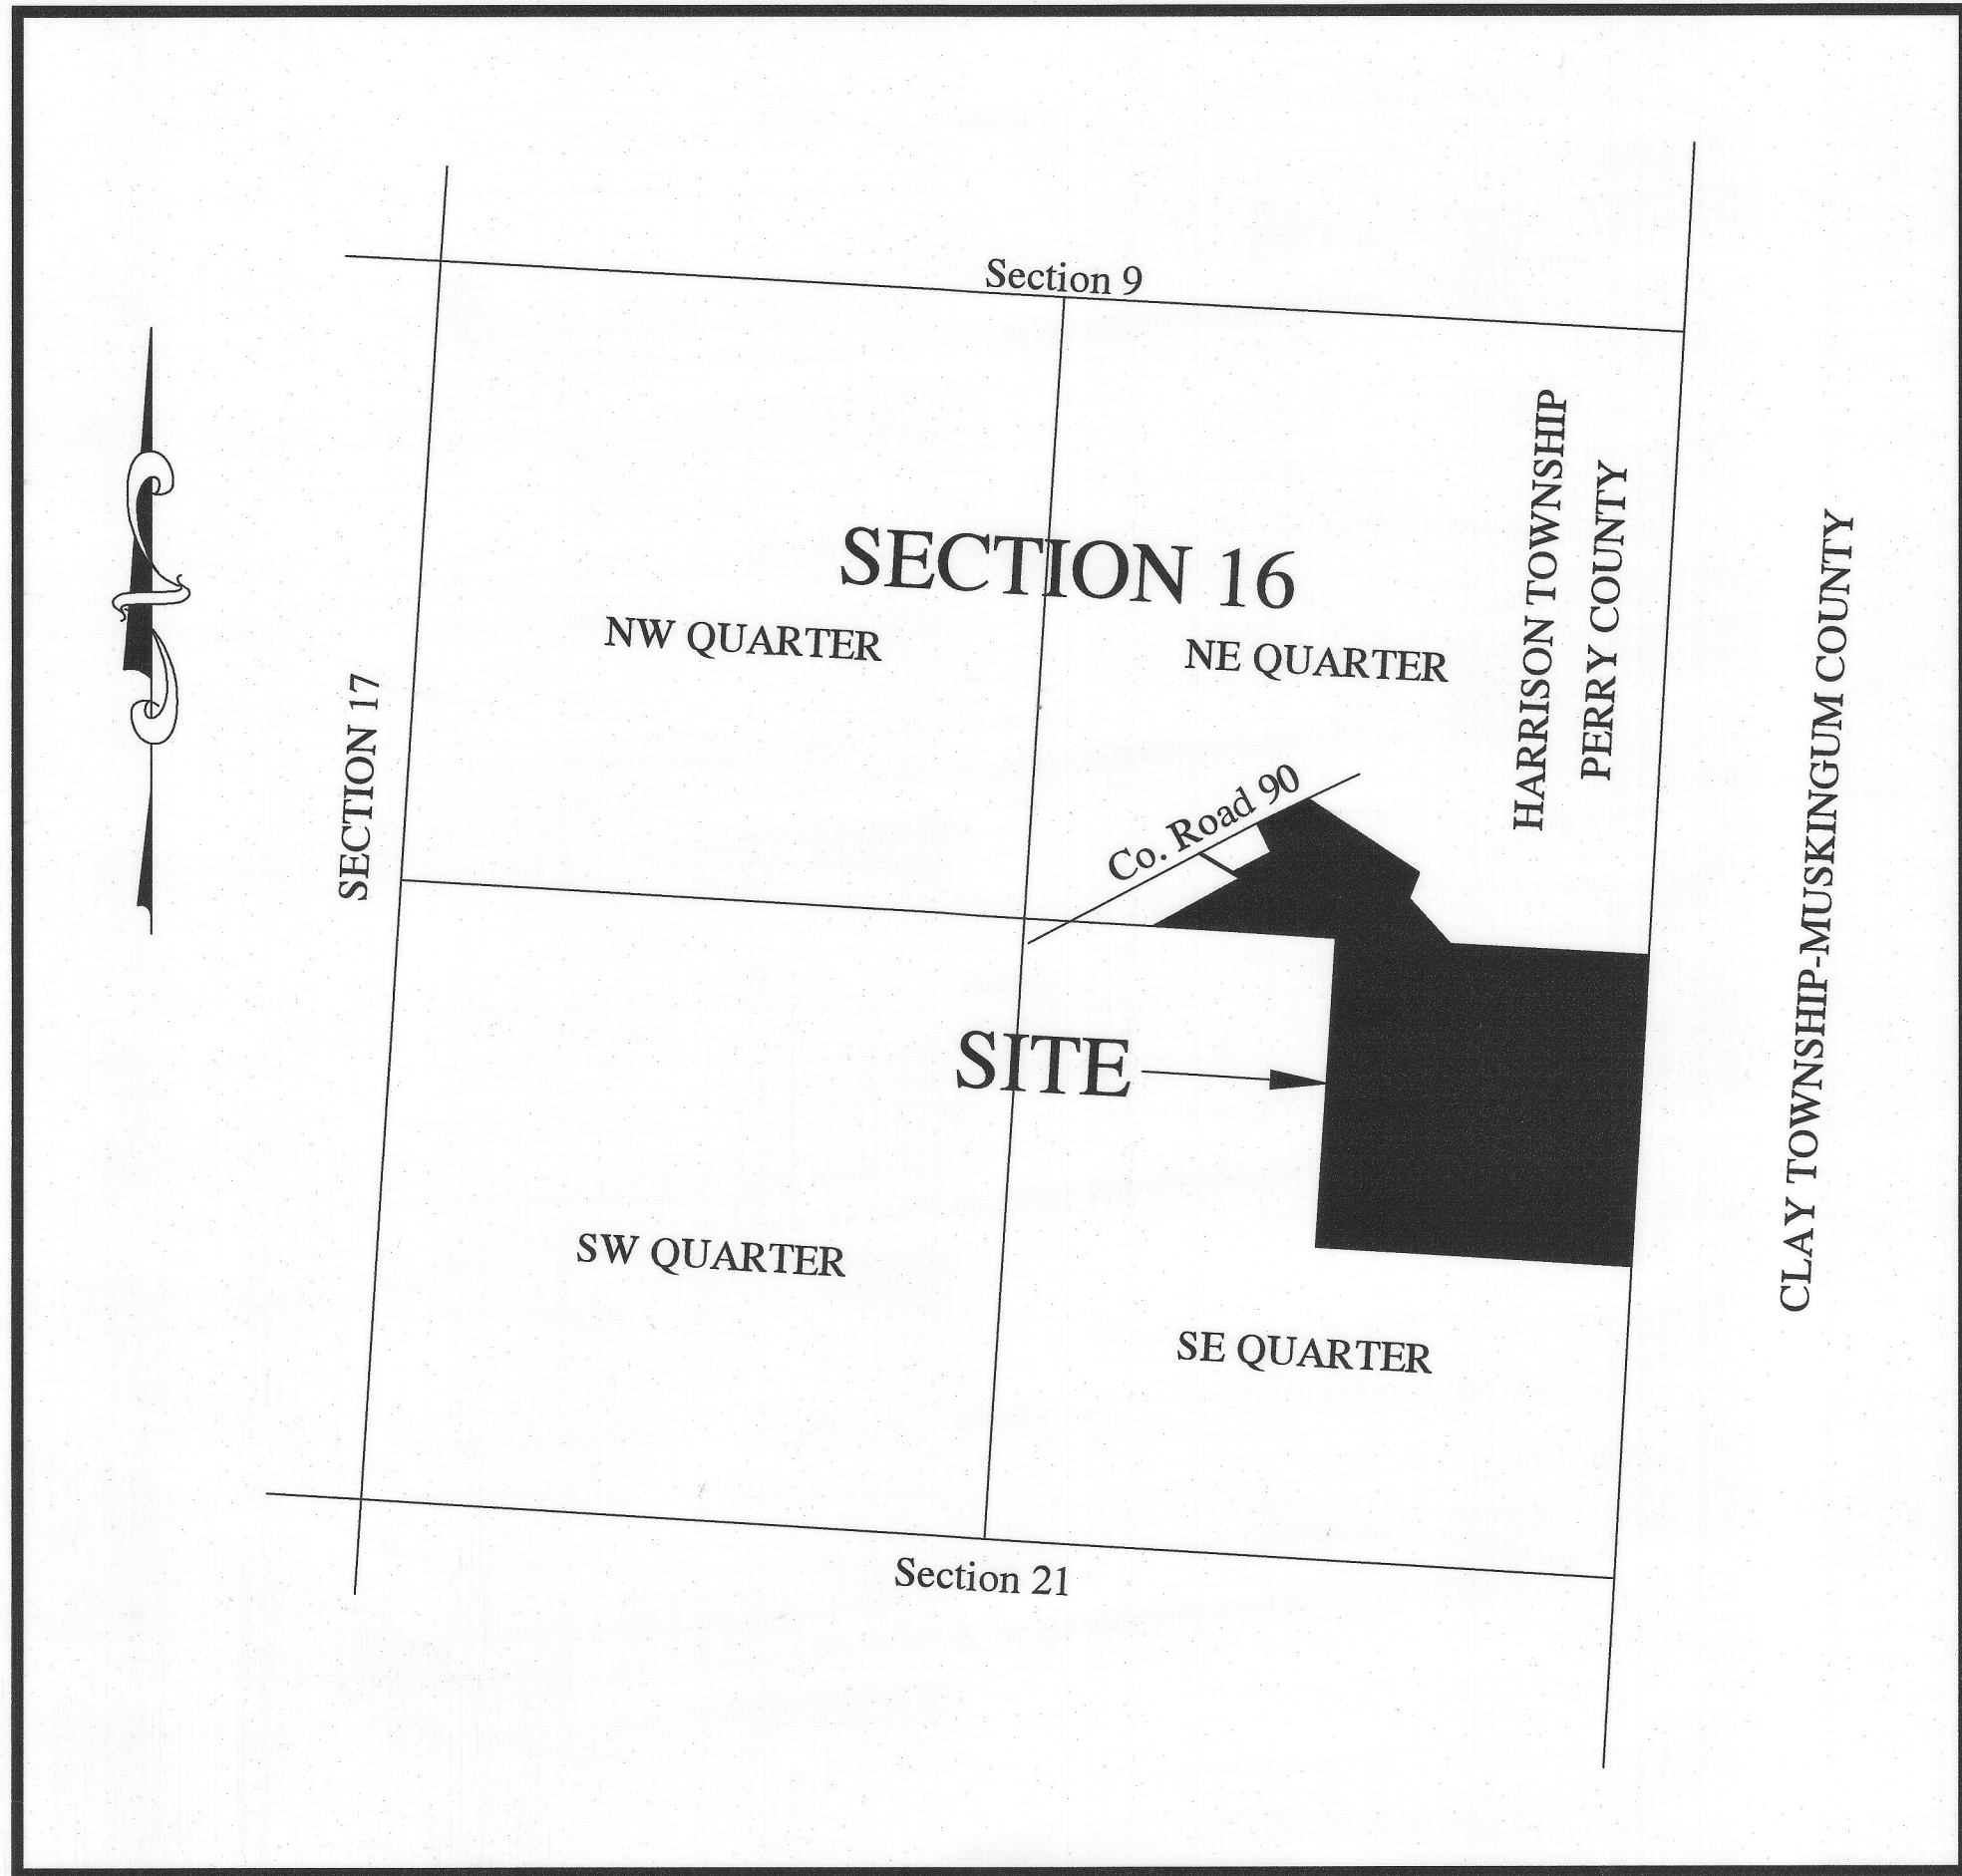 Section 9
SECTION 16
NW QUARTER
NE QUARTER
HARRISON TOWNSHIP
PERRY COUNTY
CLAY TOWNSHIP-MUSKINGUM COUNTY
SECTION 17
Co. Road 90
SITE
SW QUARTER
SE QUARTER
Section 21